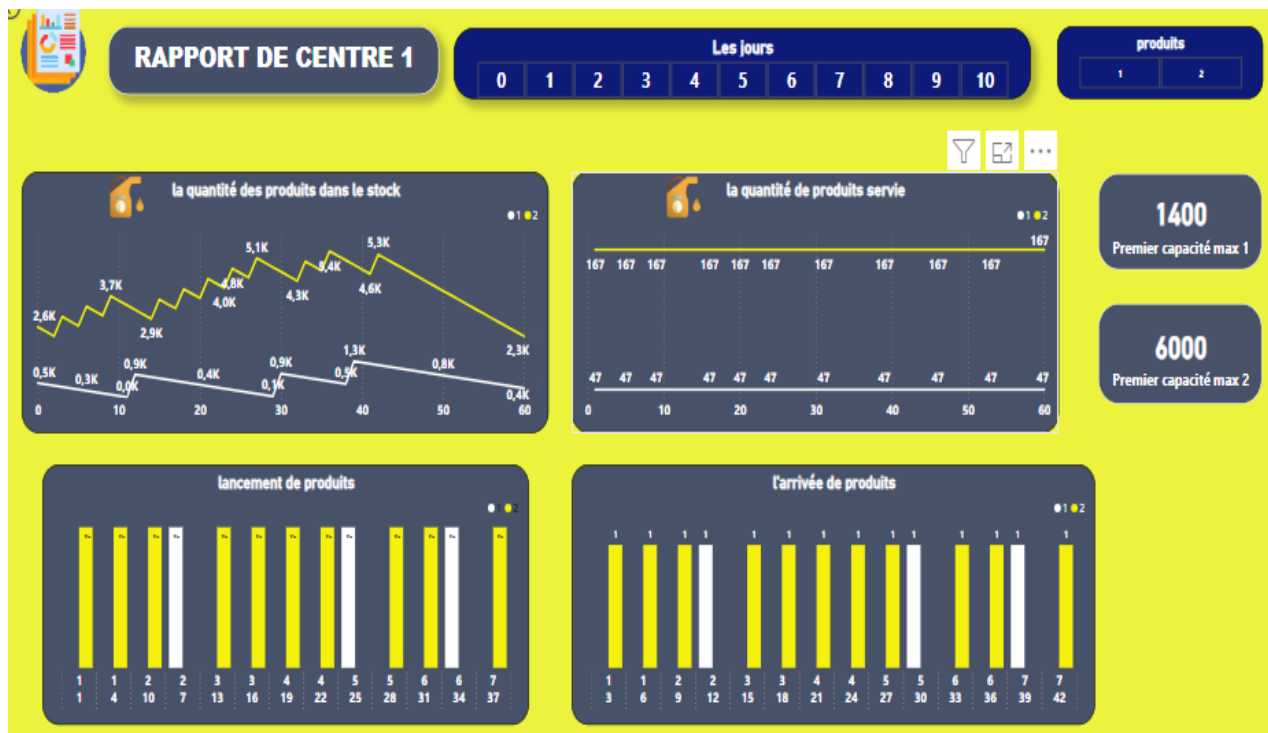 RAPPORT DE CENTRE 1
Les jours
0 1 2 3 4 5 6 7 8 9 10
produits
1 2
la quantité des produits dans le stock
1 2
2,6K 3,7K 2,9K 4,0K 4,8K 5,1K 4,3K 5,4K 5,3K 4,6K 2,3K
0,5K 0,3K 0,0K 0,9K 0,4K 0,1K 0,9K 0,5K 1,3K 0,8K 0,4K
0 10 20 30 40 50 60
la quantité de produits servie
1 2
167
167 167 167 167 167 167 167 167 167 167
47 47 47 47 47 47 47 47 47 47 47
0 10 20 30 40 50 60
1400
Premier capacité max 1
6000
Premier capacité max 2
lancement de produits
1 2
1 1 2 2 3 3 4 4 5 5 6 6 7
1 4 10 7 13 16 19 22 25 28 31 34 37
l'arrivée de produits
1 2
1 1 1 1 1 1 1 1 1 1 1 1 1 1
1 1 2 2 3 3 4 4 5 5 6 6 7 7
3 6 9 12 15 18 21 24 27 30 33 36 39 42